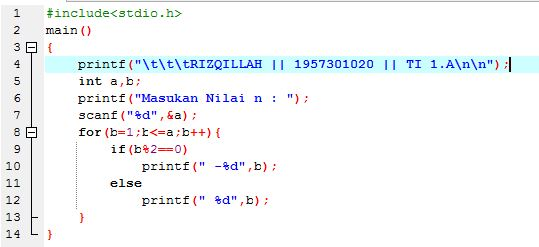 1 #include<stdio.h>
2 main()
3 {
4 printf("\t\t\tRIZQILLAH || 1957301020 || TI 1.A\n\n");
5 int a,b;
6 printf("Masukan Nilai n : ");
7 scanf("%d",&a);
8 for(b=1;b<=a;b++){
9 if(b%2==0)
10 printf(" -%d",b);
11 else
12 printf(" %d",b);
13 }
14 }